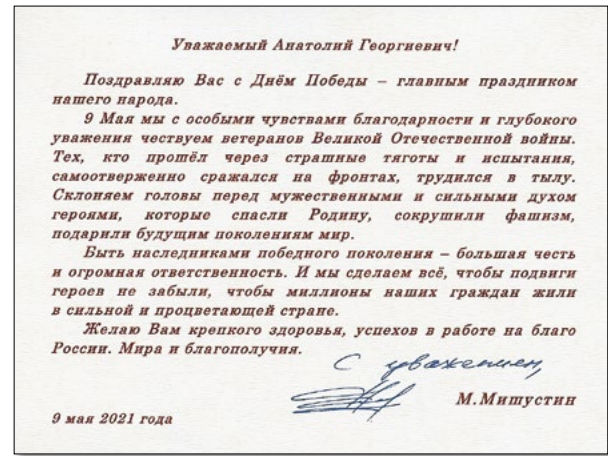 Уважаемый Анатолий Георгиевич!
Поздравляю Вас с Днём Победы – главным праздником
нашего народа.
9 Мая мы с особыми чувствами благодарности и глубокого
уважения чествуем ветеранов Великой Отечественной войны.
Тех, кто прошёл через страшные тяготы и испытания,
самоотверженно сражался на фронтах, трудился в тылу.
Склоняем головы перед мужественными и сильными духом
героями, которые спасли Родину, сокрушили фашизм,
подарили будущим поколениям мир.
Быть наследниками победного поколения – большая честь
и огромная ответственность. И мы сделаем всё, чтобы подвиги
героев не забыли, чтобы миллионы наших граждан жили
в сильной и процветающей стране.
Желаю Вам крепкого здоровья, успехов в работе на благо
России. Мира и благополучия.
С уважением,
М.Мишустин
9 мая 2021 года